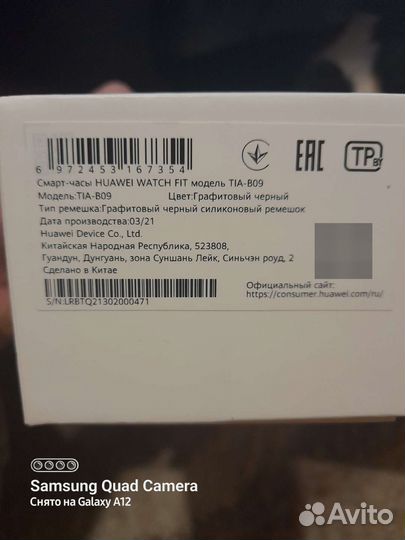 6 972453 167354
EAC
TP BY
Смарт-часы HUAWEI WATCH FIT модель TIA-B09
Модель:TIA-B09 Цвет:Графитовый черный
Тип ремешка:Графитовый черный силиконовый ремешок
Дата производства:03/21
Huawei Device Co., Ltd.
Китайская Народная Республика, 523808,
Гуандун, Дунгуань, зона Суншань Лейк, Синьчэн роуд, 2
Сделано в Китае
Официальный сайт:
https://consumer.huawei.com/ru/
S/N:LRBTQ21302000471
Samsung Quad Camera
Снято на Galaxy A12
Avito